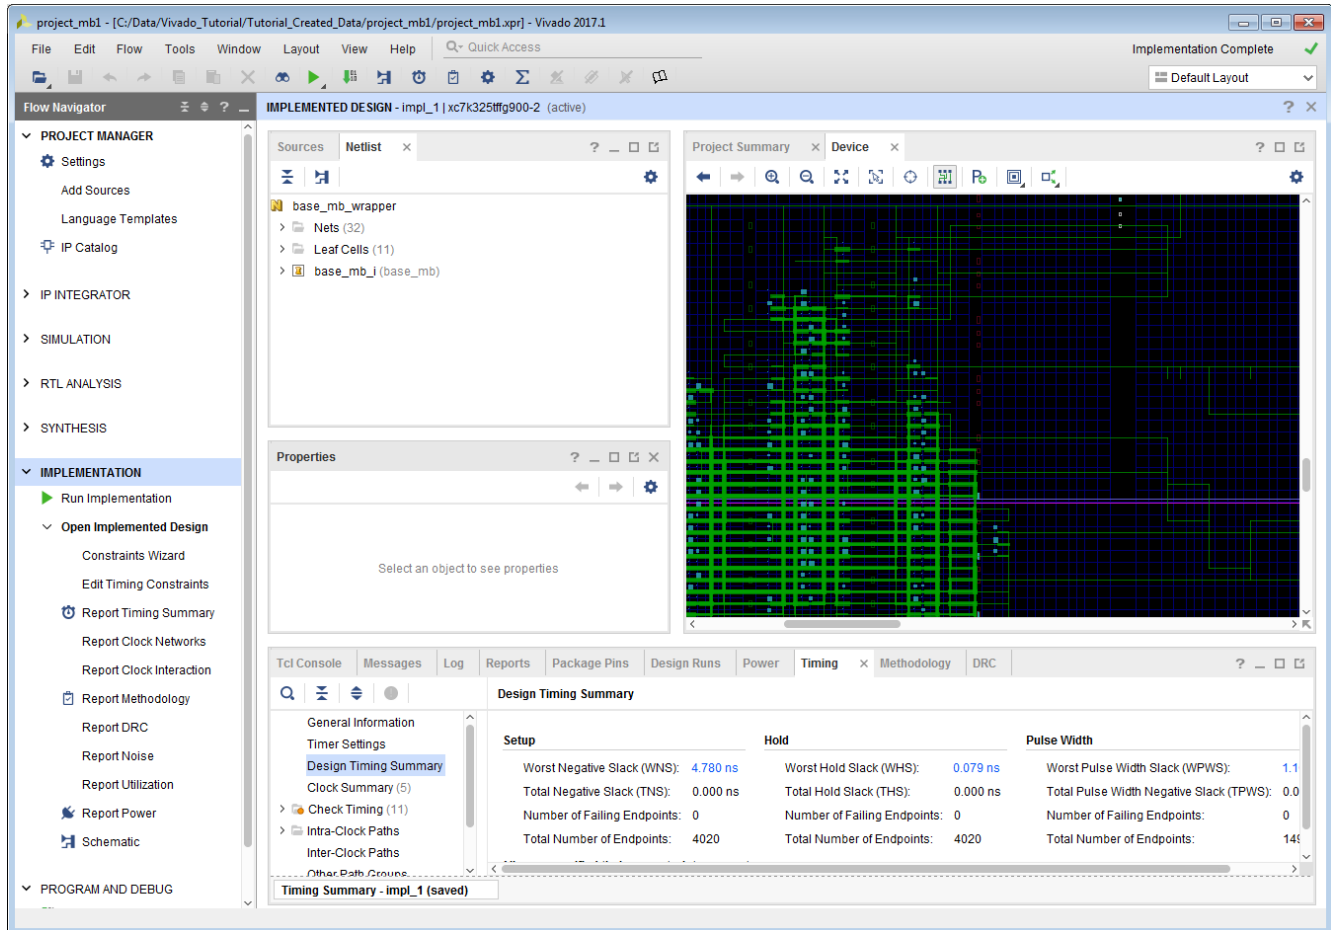 project_mb1 - [C:/Data/Vivado_Tutorial/Tutorial_Created_Data/project_mb1/project_mb1.xpr] - Vivado 2017.1
File Edit Flow Tools Window Layout View Help Quick Access
Implementation Complete
Default Layout
Flow Navigator
IMPLEMENTED DESIGN - impl_1 | xc7k325tffg900-2 (active)
PROJECT MANAGER
Settings
Add Sources
Language Templates
IP Catalog
IP INTEGRATOR
SIMULATION
RTL ANALYSIS
SYNTHESIS
IMPLEMENTATION
Run Implementation
Open Implemented Design
Constraints Wizard
Edit Timing Constraints
Report Timing Summary
Report Clock Networks
Report Clock Interaction
Report Methodology
Report DRC
Report Noise
Report Utilization
Report Power
Schematic
PROGRAM AND DEBUG
Sources Netlist
base_mb_wrapper
Nets (32)
Leaf Cells (11)
base_mb_i (base_mb)
Properties
Select an object to see properties
Project Summary Device
Tcl Console Messages Log Reports Package Pins Design Runs Power Timing Methodology DRC
Design Timing Summary
General Information
Timer Settings
Design Timing Summary
Clock Summary (5)
Check Timing (11)
Intra-Clock Paths
Inter-Clock Paths
Other Path Groups
Setup Hold Pulse Width
Worst Negative Slack (WNS): 4.780 ns Worst Hold Slack (WHS): 0.079 ns Worst Pulse Width Slack (WPWS): 1.1
Total Negative Slack (TNS): 0.000 ns Total Hold Slack (THS): 0.000 ns Total Pulse Width Negative Slack (TPWS): 0.0
Number of Failing Endpoints: 0 Number of Failing Endpoints: 0 Number of Failing Endpoints: 0
Total Number of Endpoints: 4020 Total Number of Endpoints: 4020 Total Number of Endpoints: 149
Timing Summary - impl_1 (saved)